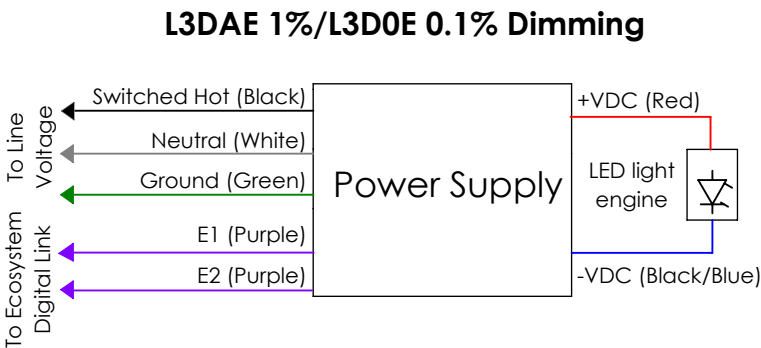 L3DAE 1%/L3D0E 0.1% Dimming
To Line
Voltage
Switched Hot (Black)
Neutral (White)
Ground (Green)
To Ecosystem
Digital Link
E1 (Purple)
E2 (Purple)
Power Supply
+VDC (Red)
LED light
engine
-VDC (Black/Blue)